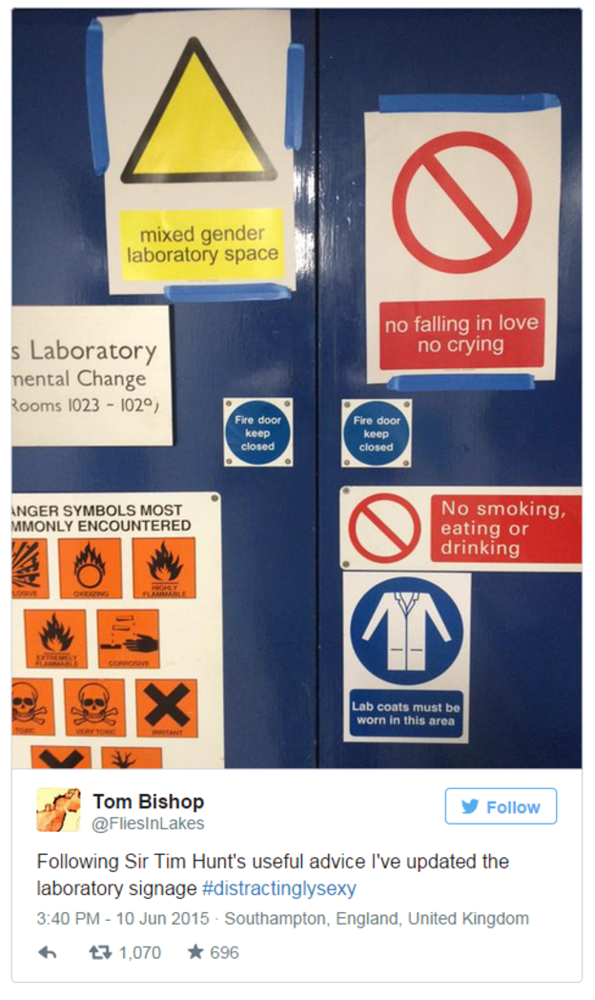 mixed gender
laboratory space
no falling in love
no crying
s Laboratory
mental Change
Rooms 1023 - 1029)
Fire door
keep
closed
Fire door
keep
closed
ANGER SYMBOLS MOST
MMONLY ENCOUNTERED
LOSIVE
OXIDIZING
HIGHLY
FLAMMABLE
EXTREMELY
FLAMMABLE
CORROSIVE
TOXIC
VERY TOXIC
IRRITANT
No smoking,
eating or
drinking
Lab coats must be
worn in this area
Tom Bishop
@FliesInLakes
Follow
Following Sir Tim Hunt's useful advice I've updated the
laboratory signage #distractinglysexy
3:40 PM - 10 Jun 2015 · Southampton, England, United Kingdom
1,070
696